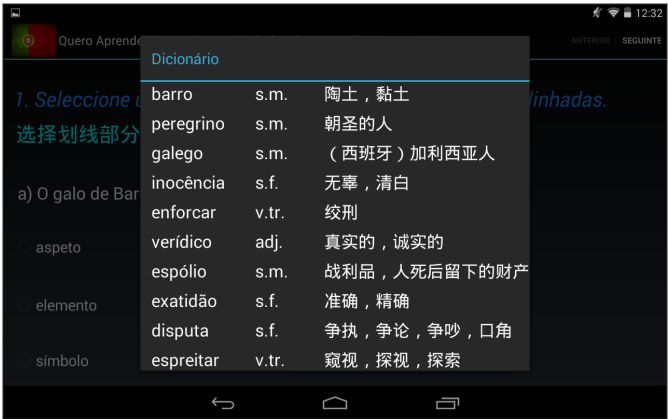 12:32
Quero Aprende
ANTERIOR SEGUINTE
Dicionário
1. Seleccione
linhadas.
选择划线部分
barro s.m. 陶土，黏土
peregrino s.m. 朝圣的人
galego s.m. （西班牙）加利西亚人
inocência s.f. 无辜，清白
enforcar v.tr. 绞刑
verídico adj. 真实的，诚实的
espólio s.m. 战利品，人死后留下的财产
exatidão s.f. 准确，精确
disputa s.f. 争执，争论，争吵，口角
espreitar v.tr. 窥视，探视，探索
a) O galo de Bar
aspeto
elemento
símbolo